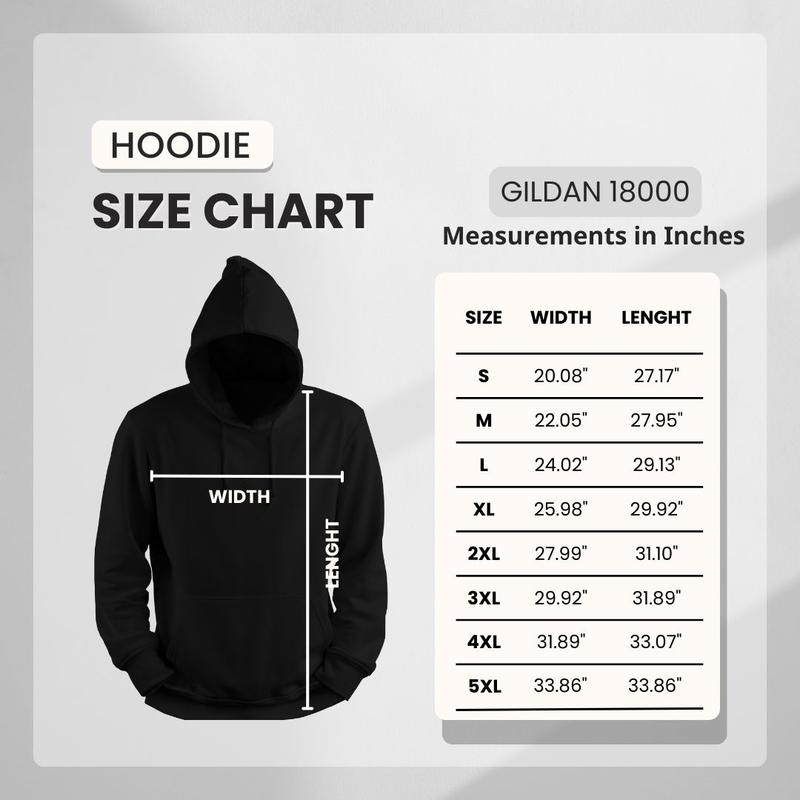 HOODIE
SIZE CHART
GILDAN 18000
Measurements in Inches
WIDTH
LENGHT
SIZE WIDTH LENGHT
S 20.08" 27.17"
M 22.05" 27.95"
L 24.02" 29.13"
XL 25.98" 29.92"
2XL 27.99" 31.10"
3XL 29.92" 31.89"
4XL 31.89" 33.07"
5XL 33.86" 33.86"